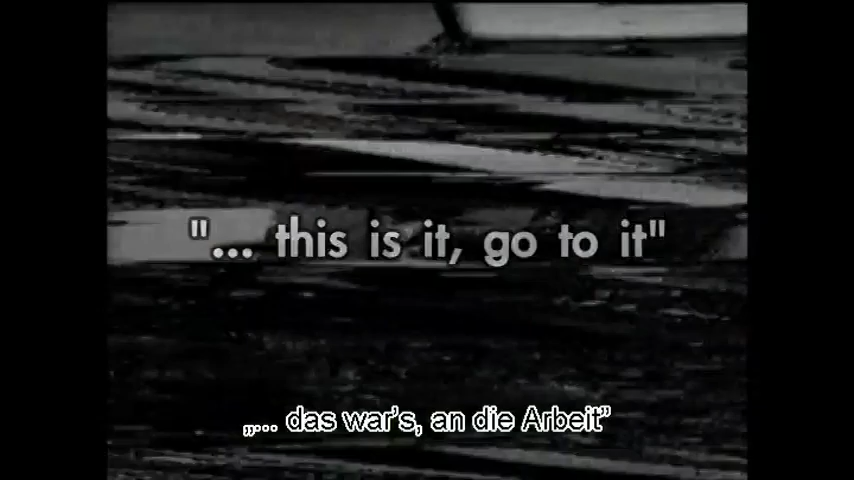 "... this is it, go to it"
„... das war's, an die Arbeit”